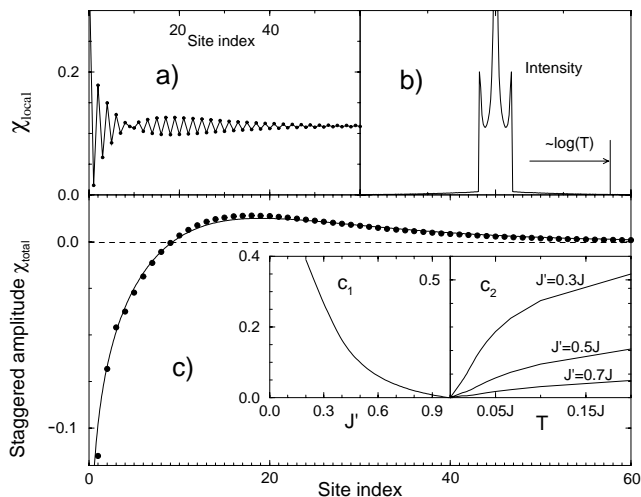 20
40
Site index
a)
0.2
0.0
χlocal
b)
Intensity
~log(T)
0.0
−0.1
Staggered amplitude χtotal
c)
0.4
0.2
0.0
c1
0.5
c2
J'=0.3J
J'=0.5J
J'=0.7J
0.0
0.3
0.6
0.9
J'
0.05J
0.15J
T
0
20
40
60
Site index